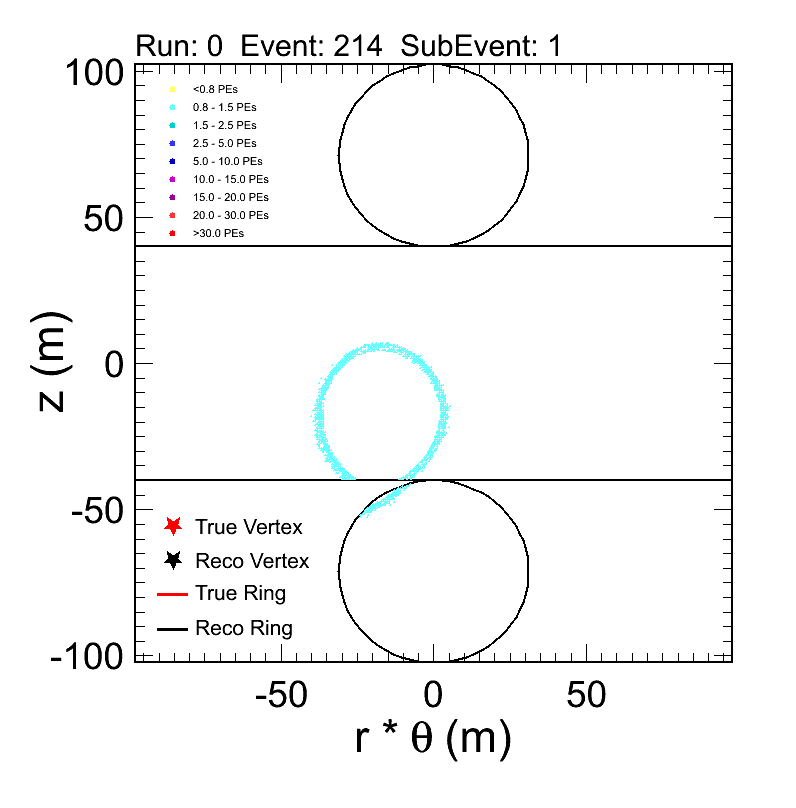 Run: 0  Event: 214  SubEvent: 1
100
50
0
-50
-100
z (m)
<0.8 PEs
0.8 - 1.5 PEs
1.5 - 2.5 PEs
2.5 - 5.0 PEs
5.0 - 10.0 PEs
10.0 - 15.0 PEs
15.0 - 20.0 PEs
20.0 - 30.0 PEs
>30.0 PEs
True Vertex
Reco Vertex
True Ring
Reco Ring
-50 0 50
r * θ (m)